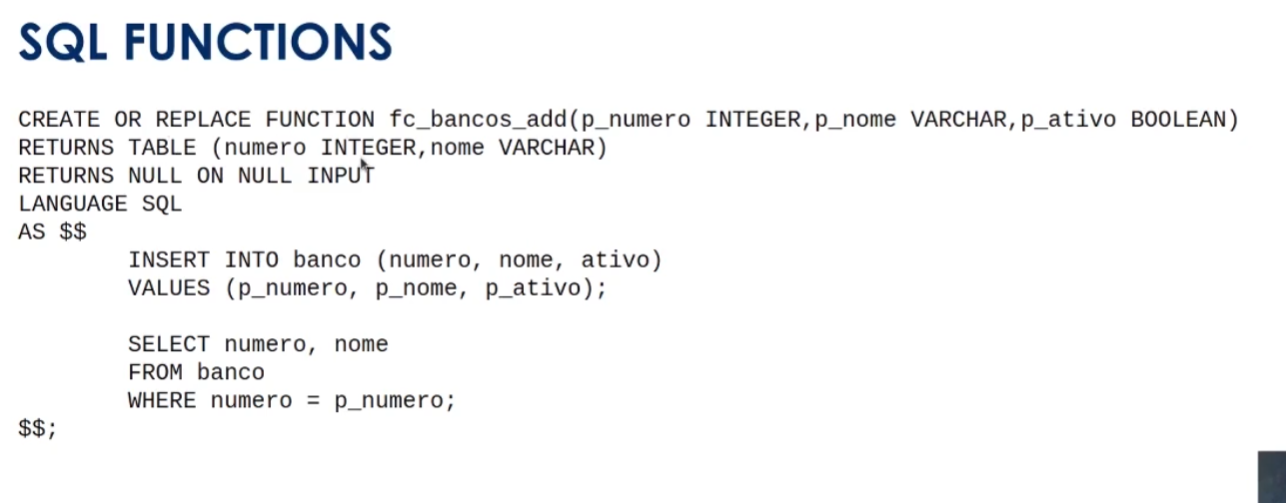 SQL FUNCTIONS
CREATE OR REPLACE FUNCTION fc_bancos_add(p_numero INTEGER,p_nome VARCHAR,p_ativo BOOLEAN)
RETURNS TABLE (numero INTEGER,nome VARCHAR)
RETURNS NULL ON NULL INPUT
LANGUAGE SQL
AS $$
INSERT INTO banco (numero, nome, ativo)
VALUES (p_numero, p_nome, p_ativo);
SELECT numero, nome
FROM banco
WHERE numero = p_numero;
$$;